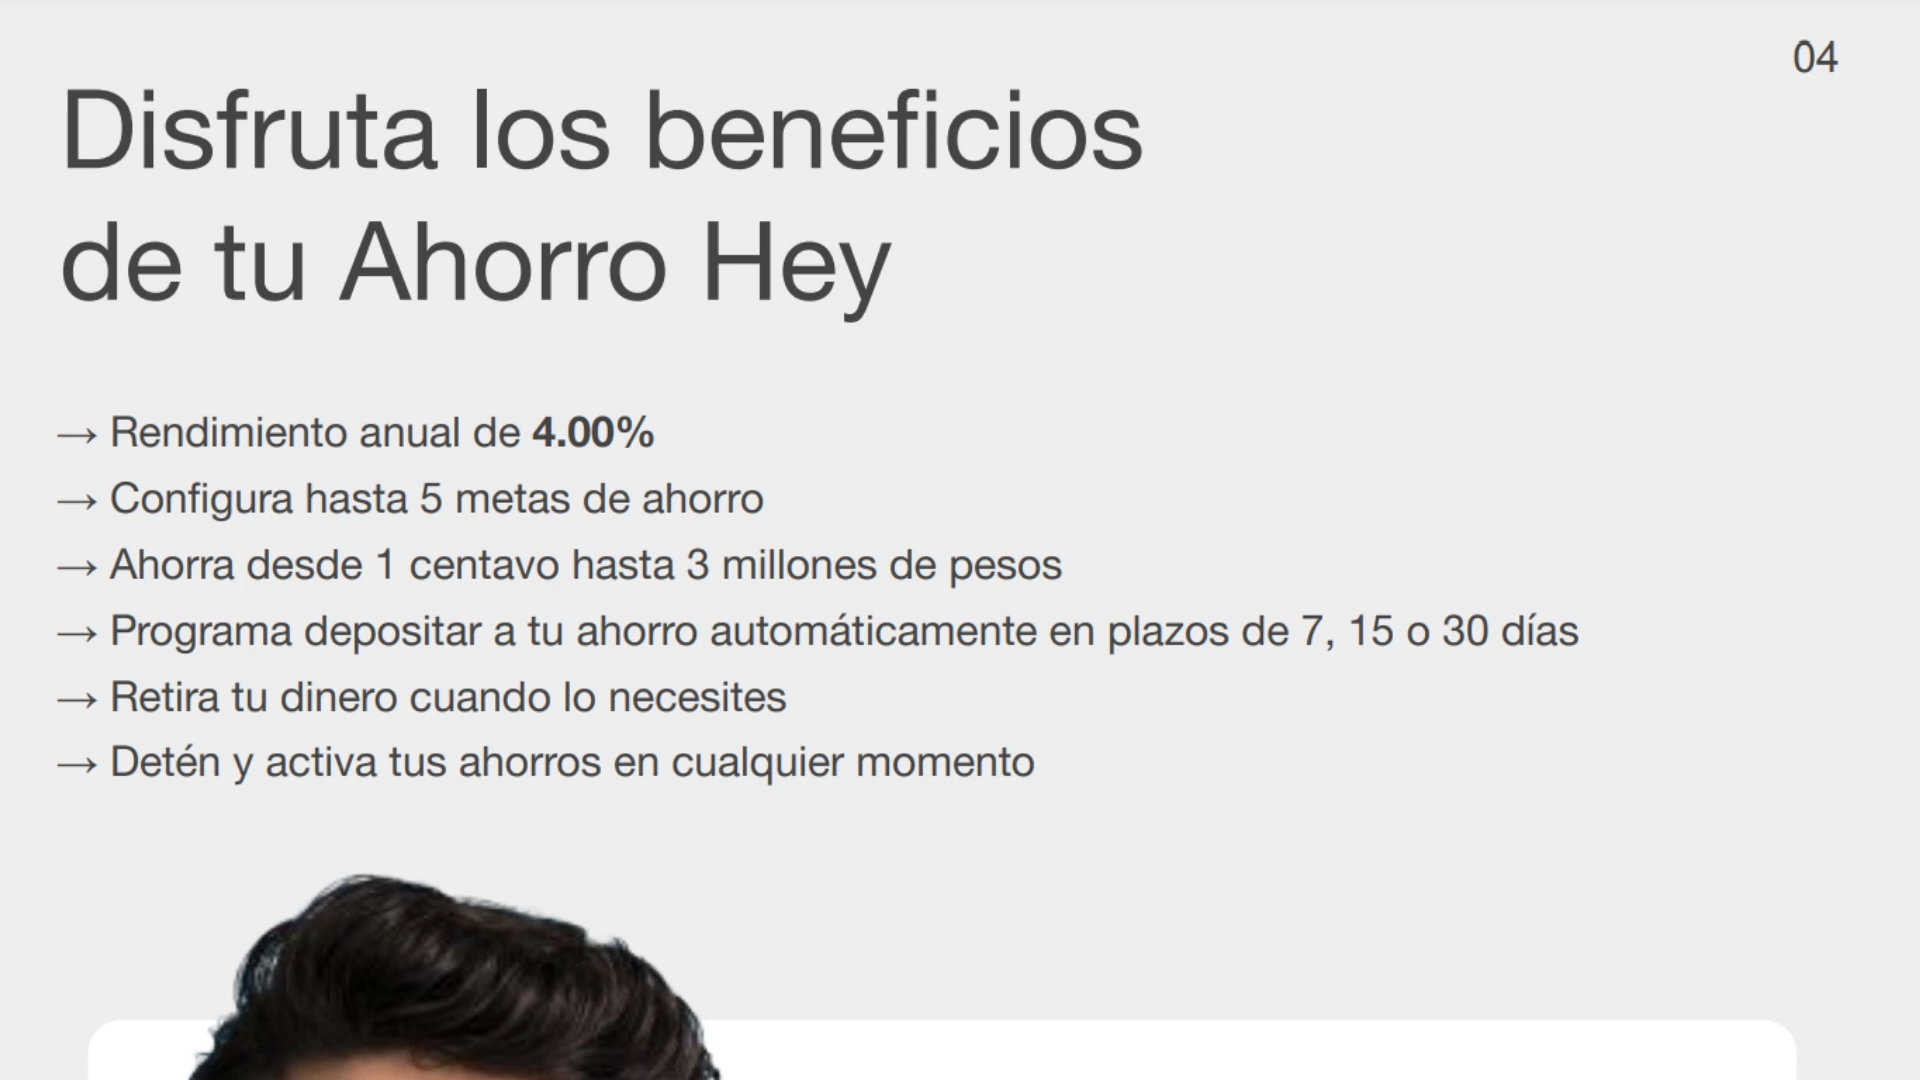 04
Disfruta los beneficios
de tu Ahorro Hey
→ Rendimiento anual de 4.00%
→ Configura hasta 5 metas de ahorro
→ Ahorra desde 1 centavo hasta 3 millones de pesos
→ Programa depositar a tu ahorro automáticamente en plazos de 7, 15 o 30 días
→ Retira tu dinero cuando lo necesites
→ Detén y activa tus ahorros en cualquier momento